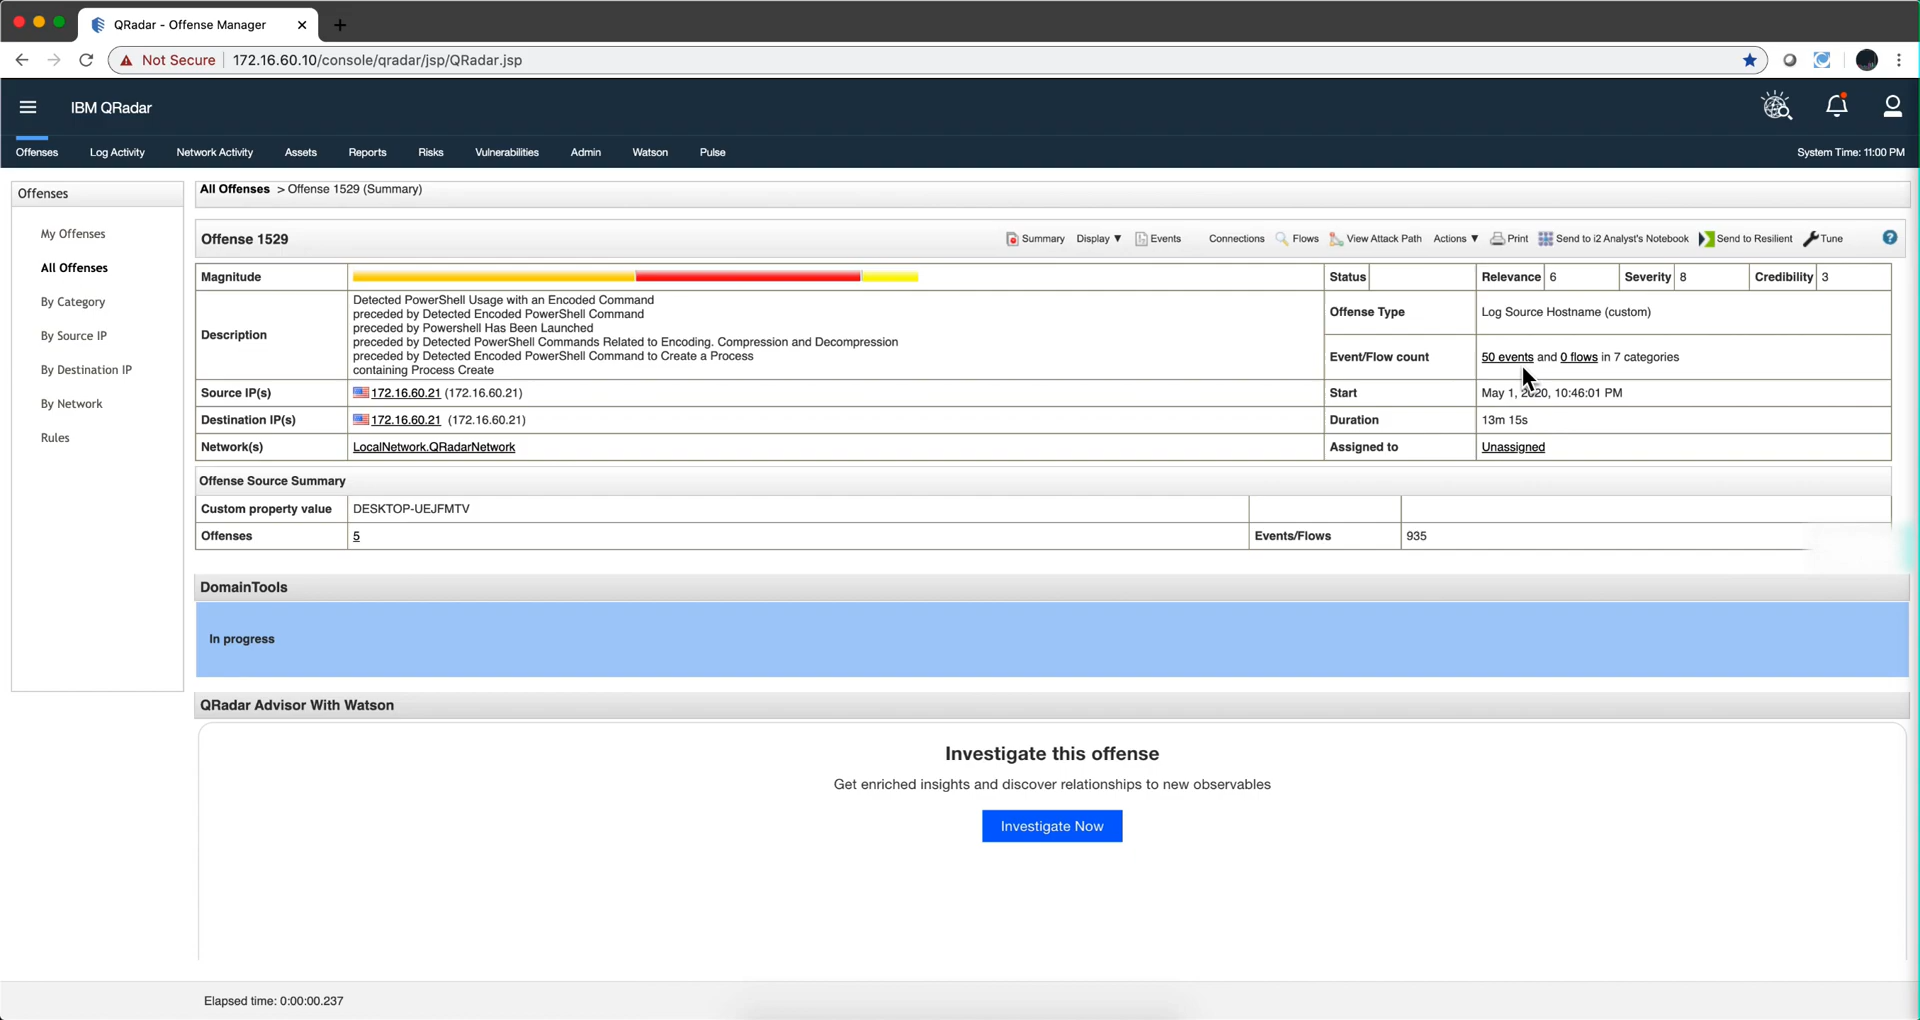 QRadar - Offense Manager
Not Secure 172.16.60.10/console/qradar/jsp/QRadar.jsp
IBM QRadar
Offenses Log Activity Network Activity Assets Reports Risks Vulnerabilities Admin Watson Pulse System Time: 11:00 PM
Offenses
My Offenses
All Offenses
By Category
By Source IP
By Destination IP
By Network
Rules
All Offenses > Offense 1529 (Summary)
Offense 1529 Summary Display ▼ Events Connections Flows View Attack Path Actions ▼ Print Send to i2 Analyst's Notebook Send to Resilient Tune ?
Magnitude Status Relevance 6 Severity 8 Credibility 3
Description
Detected PowerShell Usage with an Encoded Command
preceded by Detected Encoded PowerShell Command
preceded by Powershell Has Been Launched
preceded by Detected PowerShell Commands Related to Encoding. Compression and Decompression
preceded by Detected Encoded PowerShell Command to Create a Process
containing Process Create
Offense Type Log Source Hostname (custom)
Event/Flow count 50 events and 0 flows in 7 categories
Source IP(s) 172.16.60.21 (172.16.60.21) Start May 1, 2020, 10:46:01 PM
Destination IP(s) 172.16.60.21 (172.16.60.21) Duration 13m 15s
Network(s) LocalNetwork.QRadarNetwork Assigned to Unassigned
Offense Source Summary
Custom property value DESKTOP-UEJFMTV
Offenses 5 Events/Flows 935
DomainTools
In progress
QRadar Advisor With Watson
Investigate this offense
Get enriched insights and discover relationships to new observables
Investigate Now
Elapsed time: 0:00:00.237